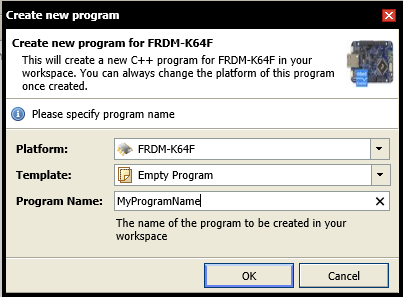 Create new program
Create new program for FRDM-K64F
This will create a new C++ program for FRDM-K64F in your
workspace. You can always change the platform of this program
once created.
Please specify program name
Platform: FRDM-K64F
Template: Empty Program
Program Name: MyProgramName
The name of the program to be created in your
workspace
OK Cancel